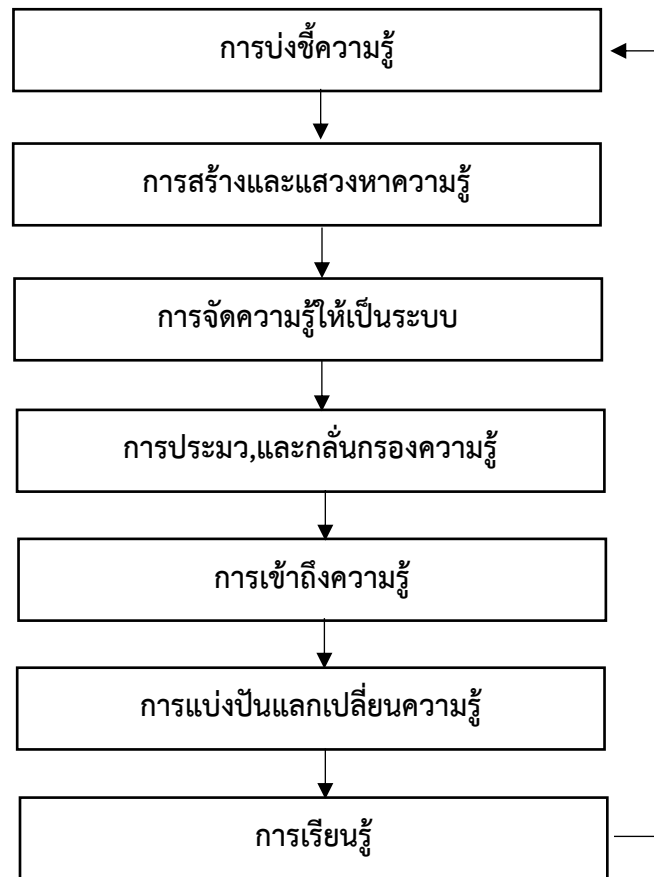 การบ่งชี้ความรู้
การสร้างและแสวงหาความรู้
การจัดความรู้ให้เป็นระบบ
การประมว,และกลั่นกรองความรู้
การเข้าถึงความรู้
การแบ่งปันแลกเปลี่ยนความรู้
การเรียนรู้